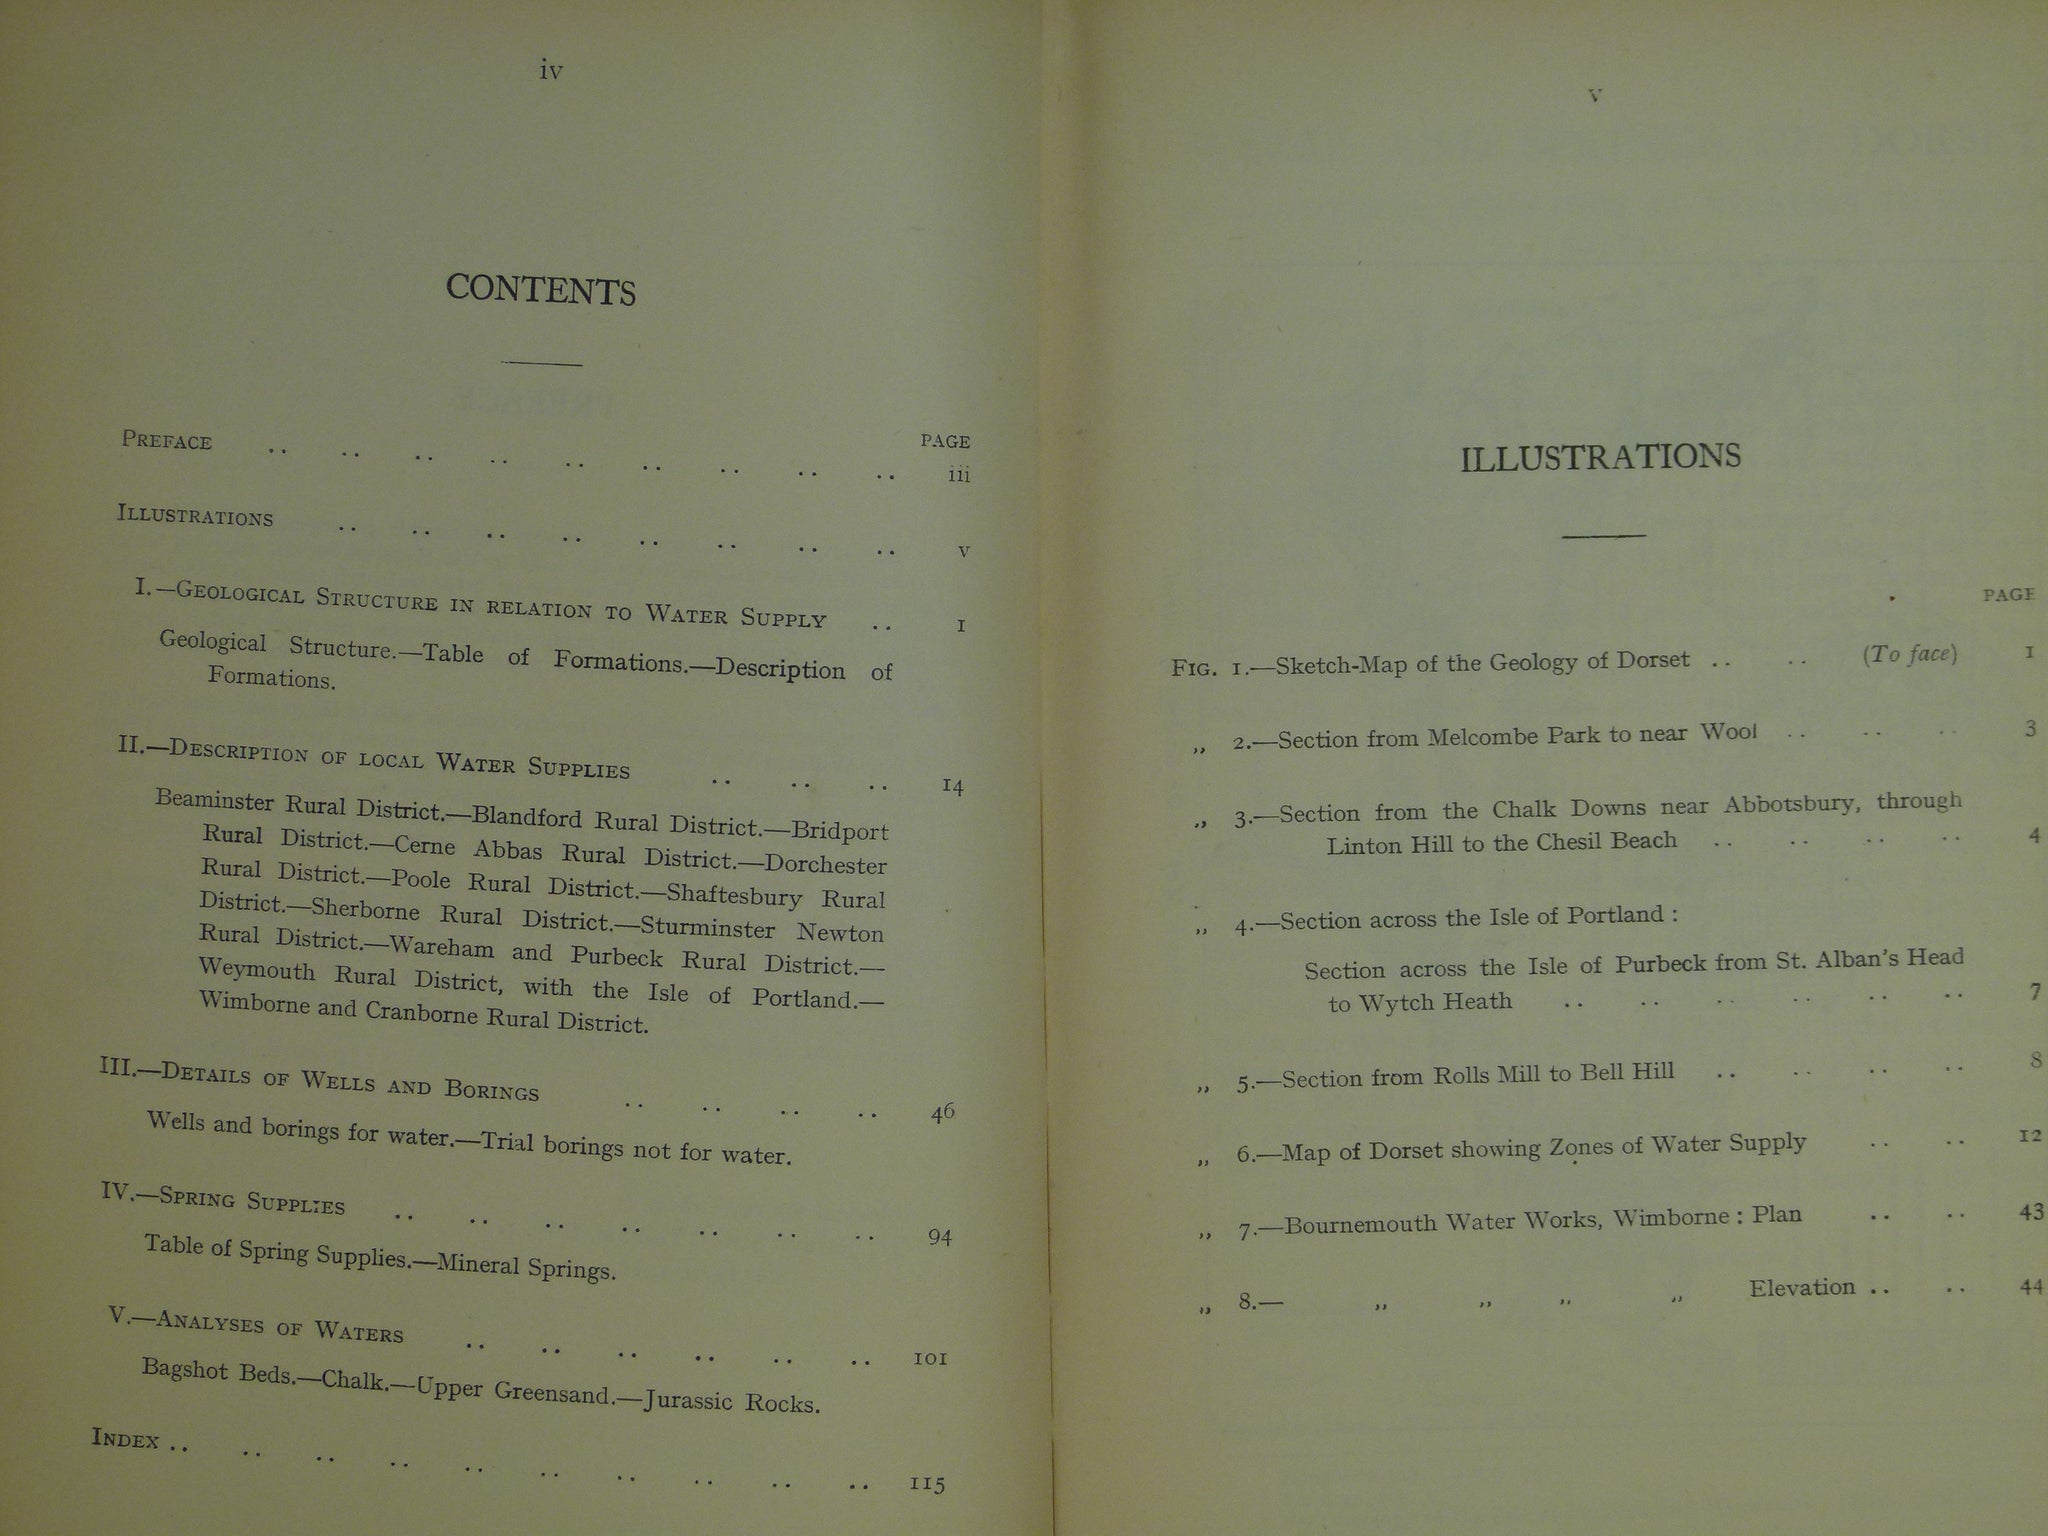 iv
CONTENTS
PAGE
PREFACE .. .. .. .. .. .. .. .. .. iii
ILLUSTRATIONS .. .. .. .. .. .. .. .. v
I.—GEOLOGICAL STRUCTURE IN RELATION TO WATER SUPPLY .. 1
Geological Structure.—Table of Formations.—Description of
Formations.
II.—DESCRIPTION OF LOCAL WATER SUPPLIES .. .. .. 14
Beaminster Rural District.—Blandford Rural District.—Bridport
Rural District.—Cerne Abbas Rural District.—Dorchester
Rural District.—Poole Rural District.—Shaftesbury Rural
District.—Sherborne Rural District.—Sturminster Newton
Rural District.—Wareham and Purbeck Rural District.—
Weymouth Rural District, with the Isle of Portland.—
Wimborne and Cranborne Rural District.
III.—DETAILS OF WELLS AND BORINGS .. .. .. .. 46
Wells and borings for water.—Trial borings not for water.
IV.—SPRING SUPPLIES .. .. .. .. .. .. .. 94
Table of Spring Supplies.—Mineral Springs.
V.—ANALYSES OF WATERS .. .. .. .. .. .. 101
Bagshot Beds.—Chalk.—Upper Greensand.—Jurassic Rocks.
INDEX .. .. .. .. .. .. .. .. .. .. 115
v
ILLUSTRATIONS
PAGE
FIG. 1.—Sketch-Map of the Geology of Dorset .. .. (To face) 1
„ 2.—Section from Melcombe Park to near Wool .. .. .. 3
„ 3.—Section from the Chalk Downs near Abbotsbury, through
Linton Hill to the Chesil Beach .. .. .. .. 4
„ 4.—Section across the Isle of Portland :
Section across the Isle of Purbeck from St. Alban's Head
to Wytch Heath .. .. .. .. .. .. 7
„ 5.—Section from Rolls Mill to Bell Hill .. .. .. .. 8
„ 6.—Map of Dorset showing Zones of Water Supply .. .. 12
„ 7.—Bournemouth Water Works, Wimborne : Plan .. .. 43
„ 8.— „ „ „ „ Elevation .. .. 44